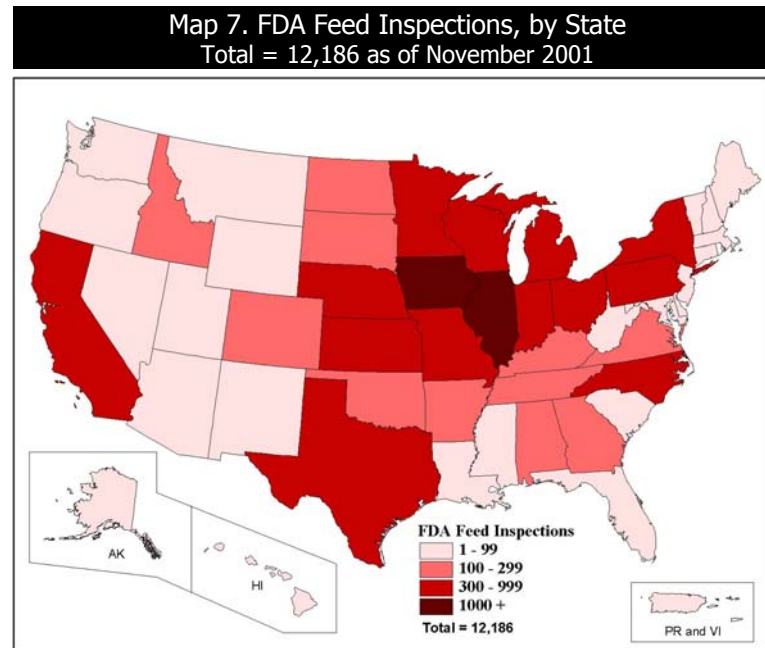 Map 7. FDA Feed Inspections, by State
Total = 12,186 as of November 2001
AK
HI
FDA Feed Inspections
1 - 99
100 - 299
300 - 999
1000 +
Total = 12,186
PR and VI